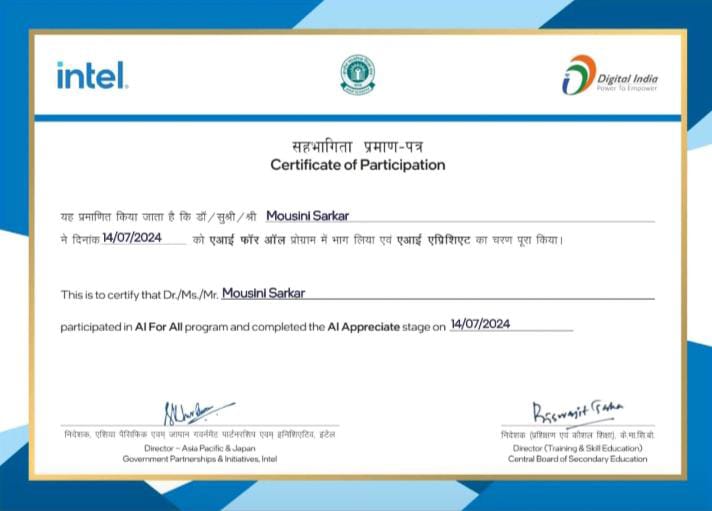 intel.
Digital India
Power To Empower
सहभागिता प्रमाण-पत्र
Certificate of Participation
यह प्रमाणित किया जाता है कि डॉ/सुश्री/श्री Mousini Sarkar
ने दिनांक 14/07/2024 को एआई फॉर ऑल प्रोग्राम में भाग लिया एवं एआई एप्रिशिएट का चरण पूरा किया।
This is to certify that Dr./Ms./Mr. Mousini Sarkar
participated in AI For All program and completed the AI Appreciate stage on 14/07/2024
Biswajit Saha
निदेशक, एशिया पैसिफिक एवम् जापान गवर्नमेंट पार्टनरशिप एवम् इनिशिएटिव, इंटेल
Director – Asia Pacific & Japan
Government Partnerships & Initiatives, Intel
निदेशक (प्रशिक्षण एवं कौशल शिक्षा), के.मा.शि.बो.
Director (Training & Skill Education)
Central Board of Secondary Education